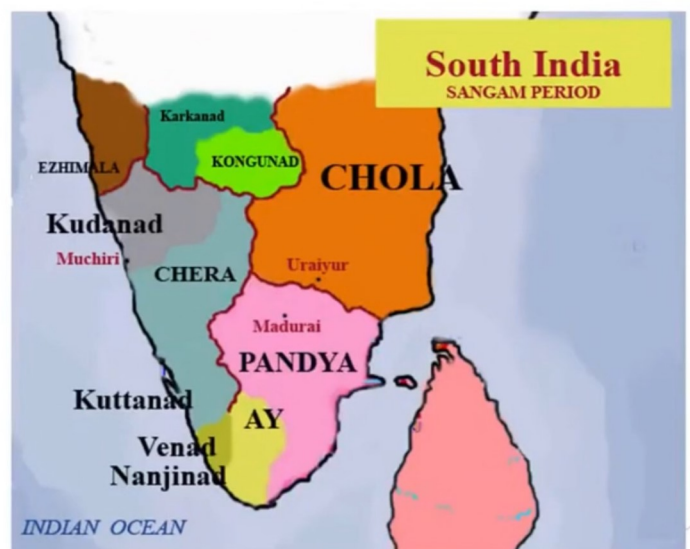 South India
SANGAM PERIOD
Karkanad
KONGUNAD
EZHIMALA
CHOLA
Kudanad
Muchiri
CHERA
Uraiyur
Madurai
PANDYA
Kuttanad
AY
Venad
Nanjinad
INDIAN OCEAN